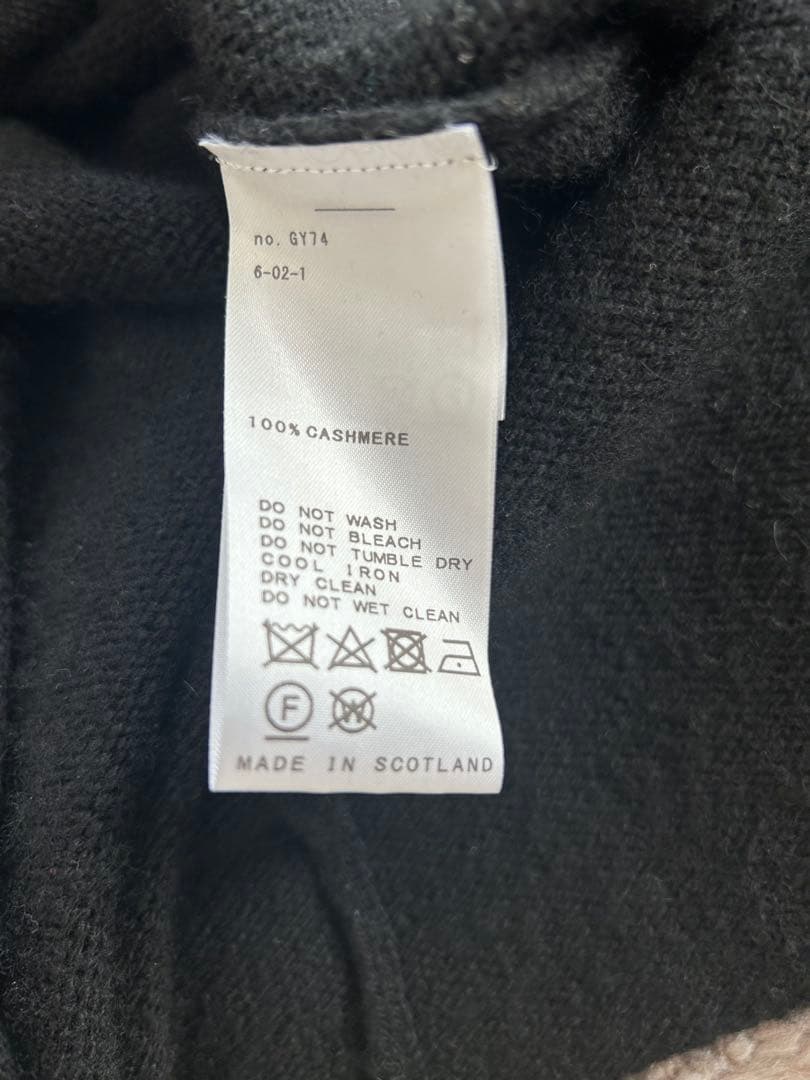 no. GY74
6-02-1
100% CASHMERE
DO NOT WASH
DO NOT BLEACH
DO NOT TUMBLE DRY
COOL IRON
DRY CLEAN
DO NOT WET CLEAN
F W
MADE IN SCOTLAND